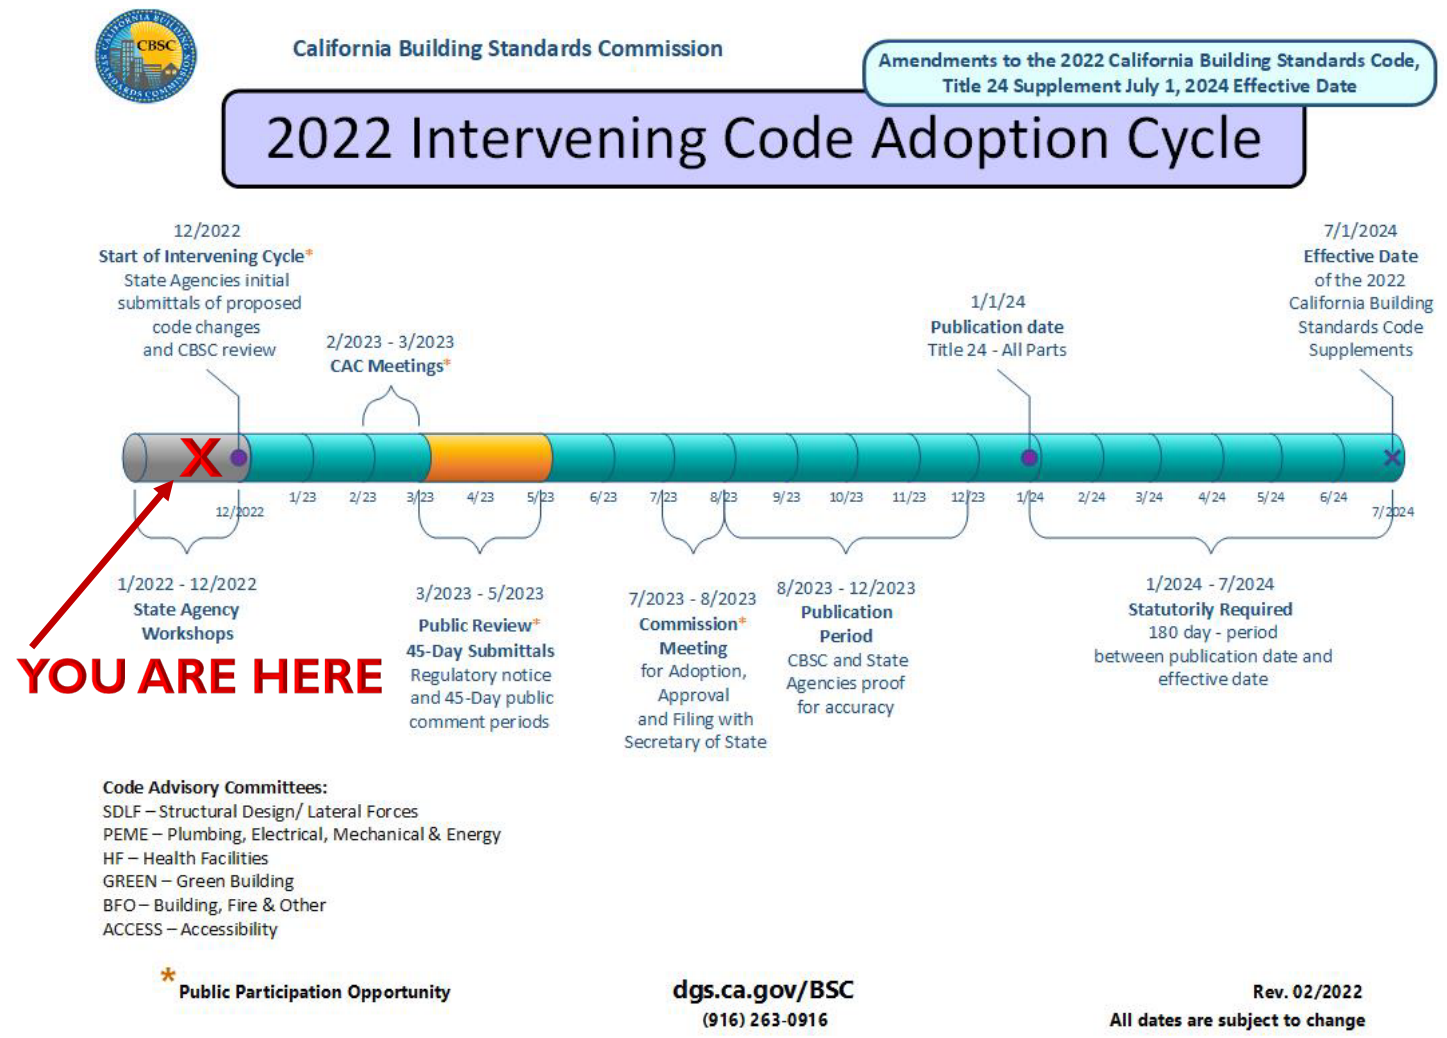 CALIFORNIA BUILDING STANDARDS COMMISSION
CBSC
California Building Standards Commission
Amendments to the 2022 California Building Standards Code,
Title 24 Supplement July 1, 2024 Effective Date
2022 Intervening Code Adoption Cycle
12/2022
Start of Intervening Cycle*
State Agencies initial
submittals of proposed
code changes
and CBSC review
2/2023 - 3/2023
CAC Meetings*
1/1/24
Publication date
Title 24 - All Parts
7/1/2024
Effective Date
of the 2022
California Building
Standards Code
Supplements
X
X
12/2022
1/23
2/23
3/23
4/23
5/23
6/23
7/23
8/23
9/23
10/23
11/23
12/23
1/24
2/24
3/24
4/24
5/24
6/24
7/2024
1/2022 - 12/2022
State Agency
Workshops
YOU ARE HERE
3/2023 - 5/2023
Public Review*
45-Day Submittals
Regulatory notice
and 45-Day public
comment periods
7/2023 - 8/2023
Commission*
Meeting
for Adoption,
Approval
and Filing with
Secretary of State
8/2023 - 12/2023
Publication
Period
CBSC and State
Agencies proof
for accuracy
1/2024 - 7/2024
Statutorily Required
180 day - period
between publication date and
effective date
Code Advisory Committees:
SDLF – Structural Design/ Lateral Forces
PEME – Plumbing, Electrical, Mechanical & Energy
HF – Health Facilities
GREEN – Green Building
BFO – Building, Fire & Other
ACCESS – Accessibility
* Public Participation Opportunity
dgs.ca.gov/BSC
(916) 263-0916
Rev. 02/2022
All dates are subject to change